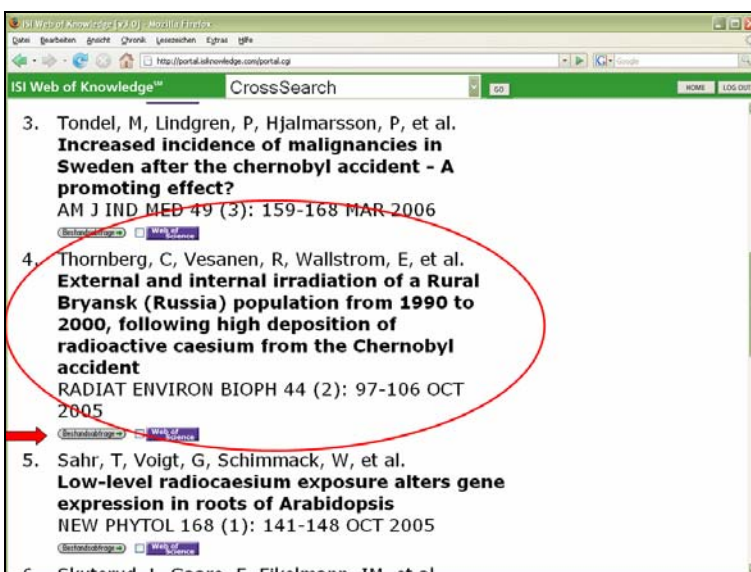 ISI Web of Knowledge [v3.0] - Mozilla Firefox
Datei Bearbeiten Ansicht Chronik Lesezeichen Extras Hilfe
http://portal.isiknowledge.com/portal.cgi
Google
ISI Web of Knowledge℠ CrossSearch GO HOME LOG OUT
3. Tondel, M, Lindgren, P, Hjalmarsson, P, et al.
Increased incidence of malignancies in
Sweden after the chernobyl accident - A
promoting effect?
AM J IND MED 49 (3): 159-168 MAR 2006
Bestandsabfrage Web of Science
4. Thornberg, C, Vesanen, R, Wallstrom, E, et al.
External and internal irradiation of a Rural
Bryansk (Russia) population from 1990 to
2000, following high deposition of
radioactive caesium from the Chernobyl
accident
RADIAT ENVIRON BIOPH 44 (2): 97-106 OCT
2005
Bestandsabfrage Web of Science
5. Sahr, T, Voigt, G, Schimmack, W, et al.
Low-level radiocaesium exposure alters gene
expression in roots of Arabidopsis
NEW PHYTOL 168 (1): 141-148 OCT 2005
Bestandsabfrage Web of Science